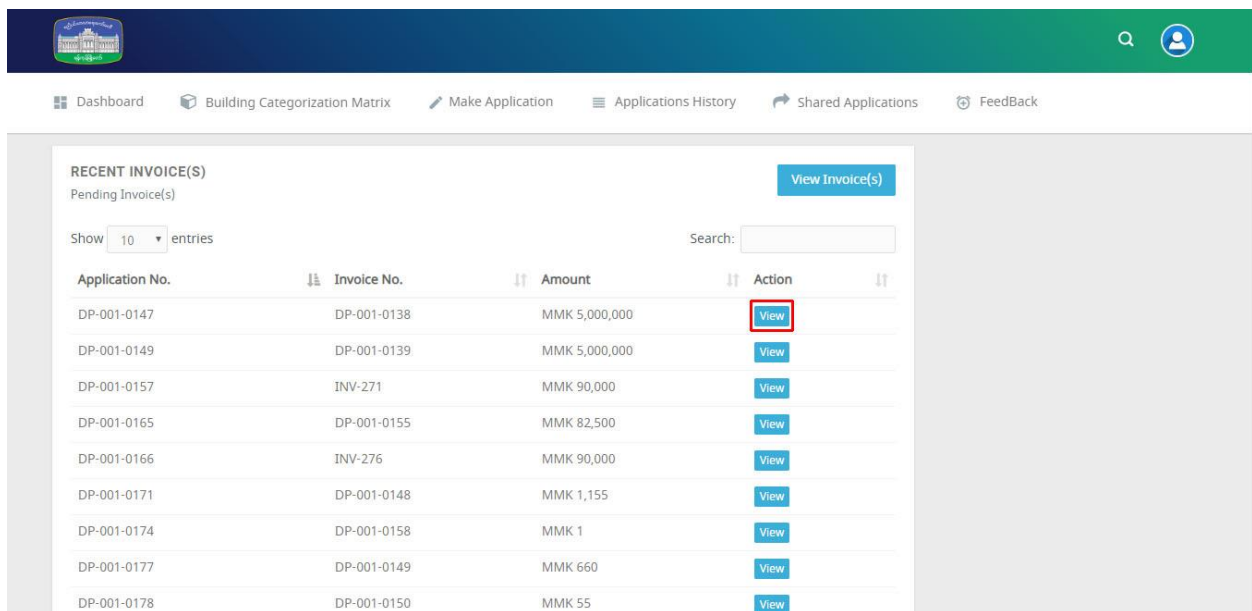 Dashboard Building Categorization Matrix Make Application Applications History Shared Applications FeedBack
RECENT INVOICE(S) View Invoice(s)
Pending Invoice(s)
Show 10 entries Search:
Application No. Invoice No. Amount Action
DP-001-0147 DP-001-0138 MMK 5,000,000 View
DP-001-0149 DP-001-0139 MMK 5,000,000 View
DP-001-0157 INV-271 MMK 90,000 View
DP-001-0165 DP-001-0155 MMK 82,500 View
DP-001-0166 INV-276 MMK 90,000 View
DP-001-0171 DP-001-0148 MMK 1,155 View
DP-001-0174 DP-001-0158 MMK 1 View
DP-001-0177 DP-001-0149 MMK 660 View
DP-001-0178 DP-001-0150 MMK 55 View